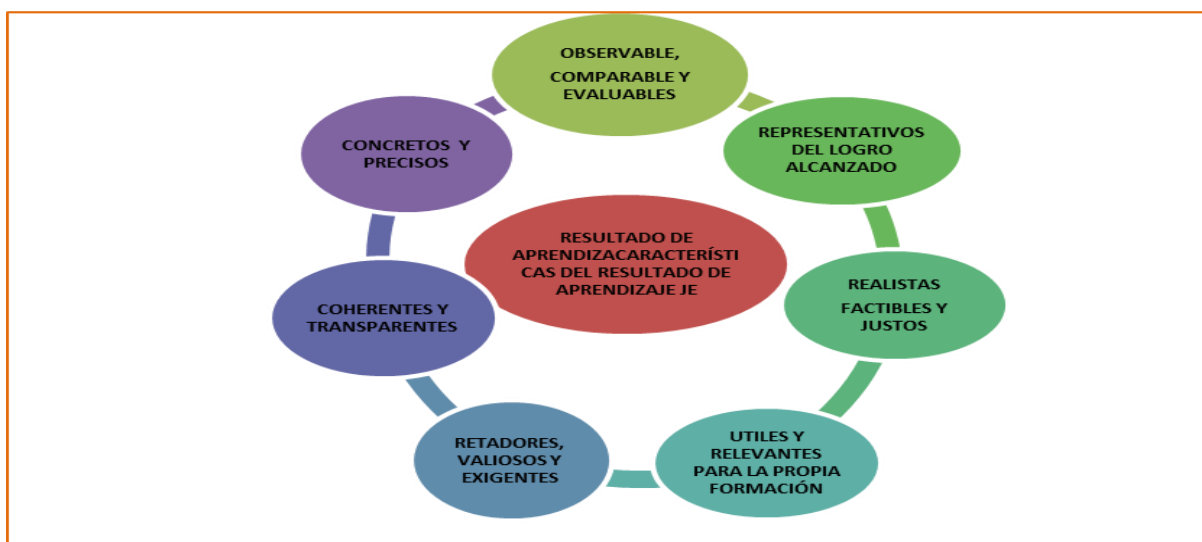 OBSERVABLE,
COMPARABLE Y
EVALUABLES
REPRESENTATIVOS
DEL LOGRO
ALCANZADO
REALISTAS
FACTIBLES Y
JUSTOS
UTILES Y
RELEVANTES
PARA LA PROPIA
FORMACIÓN
RETADORES,
VALIOSOS Y
EXIGENTES
COHERENTES Y
TRANSPARENTES
CONCRETOS Y
PRECISOS
RESULTADO DE
APRENDIZACARACTERÍSTI
CAS DEL RESULTADO DE
APRENDIZAJE JE